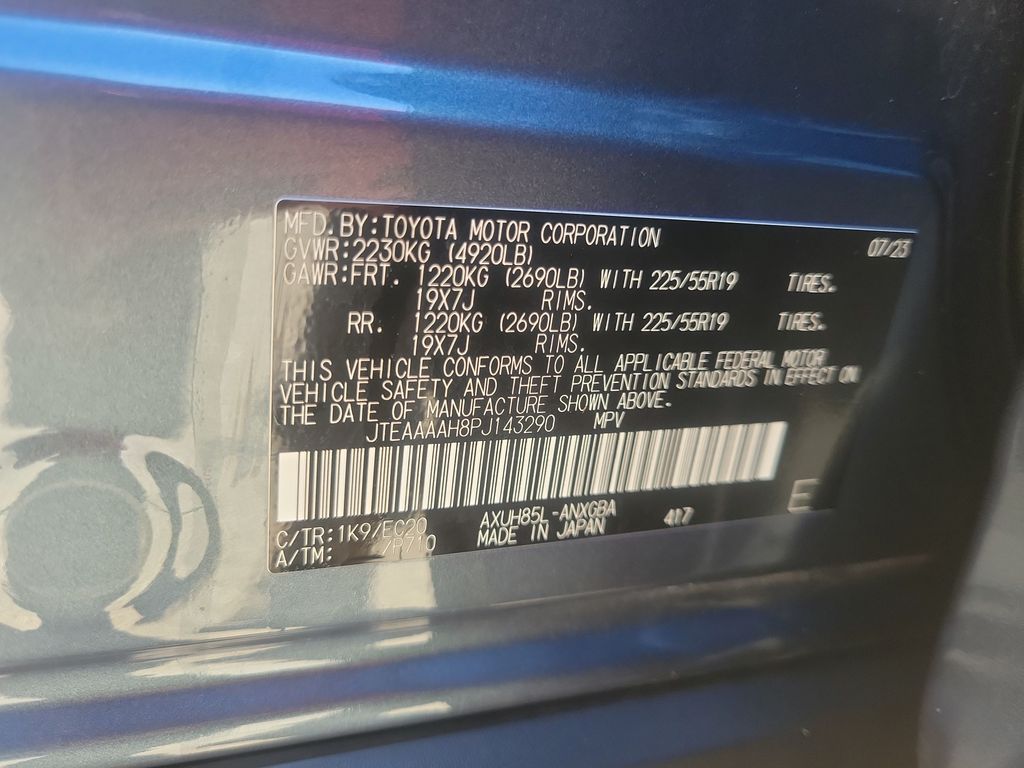 MFD. BY:TOYOTA MOTOR CORPORATION 07/23
GVWR:2230KG (4920LB)
GAWR:FRT. 1220KG (2690LB) WITH 225/55R19 TIRES.
19X7J RIMS.
RR. 1220KG (2690LB) WITH 225/55R19 TIRES.
19X7J RIMS.
THIS VEHICLE CONFORMS TO ALL APPLICABLE FEDERAL MOTOR
VEHICLE SAFETY AND THEFT PREVENTION STANDARDS IN EFFECT ON
THE DATE OF MANUFACTURE SHOWN ABOVE.
JTEAAAAH8PJ143290 MPV
C/TR:1K9/EC20 AXUH85L-ANXGBA 417 E
A/TM: /P710 MADE IN JAPAN